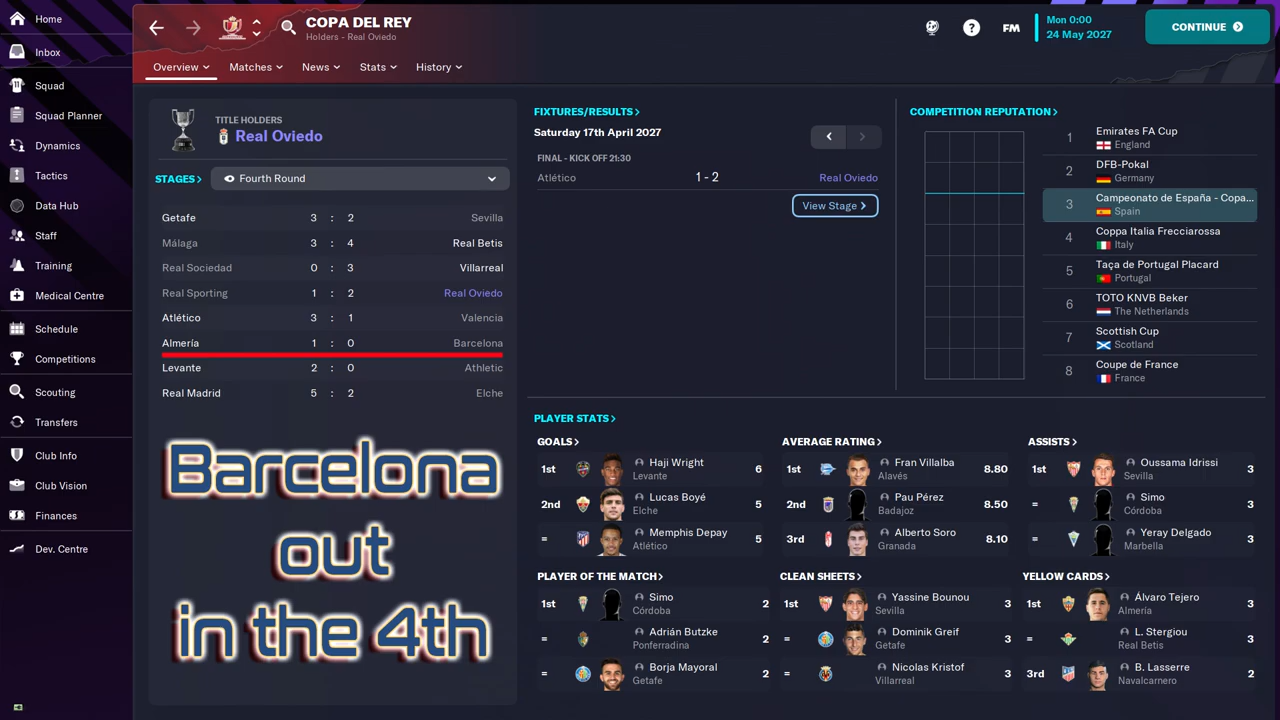 Home
Inbox
Squad
Squad Planner
Dynamics
Tactics
Data Hub
Staff
Training
Medical Centre
Schedule
Competitions
Scouting
Transfers
Club Info
Club Vision
Finances
Dev. Centre
COPA DEL REY
Holders - Real Oviedo
FM
Mon 0:00
24 May 2027
CONTINUE
Overview
Matches
News
Stats
History
TITLE HOLDERS
Real Oviedo
STAGES
Fourth Round
Getafe 3 : 2 Sevilla
Málaga 3 : 4 Real Betis
Real Sociedad 0 : 3 Villarreal
Real Sporting 1 : 2 Real Oviedo
Atlético 3 : 1 Valencia
Almería 1 : 0 Barcelona
Levante 2 : 0 Athletic
Real Madrid 5 : 2 Elche
Barcelona
out
in the 4th
FIXTURES/RESULTS
Saturday 17th April 2027
FINAL - KICK OFF 21:30
Atlético 1 - 2 Real Oviedo
View Stage
COMPETITION REPUTATION
1 Emirates FA Cup
England
2 DFB-Pokal
Germany
3 Campeonato de España - Copa...
Spain
4 Coppa Italia Frecciarossa
Italy
5 Taça de Portugal Placard
Portugal
6 TOTO KNVB Beker
The Netherlands
7 Scottish Cup
Scotland
8 Coupe de France
France
PLAYER STATS
GOALS
1st Haji Wright 6
Levante
2nd Lucas Boyé 5
Elche
= Memphis Depay 5
Atlético
AVERAGE RATING
1st Fran Villalba 8.80
Alavés
2nd Pau Pérez 8.50
Badajoz
3rd Alberto Soro 8.10
Granada
ASSISTS
1st Oussama Idrissi 3
Sevilla
= Simo 3
Córdoba
= Yeray Delgado 3
Marbella
PLAYER OF THE MATCH
1st Simo 2
Córdoba
= Adrián Butzke 2
Ponferradina
= Borja Mayoral 2
Getafe
CLEAN SHEETS
1st Yassine Bounou 3
Sevilla
= Dominik Greif 3
Getafe
= Nicolas Kristof 3
Villarreal
YELLOW CARDS
1st Álvaro Tejero 3
Almería
= L. Stergiou 3
Real Betis
3rd B. Lasserre 2
Navalcarnero